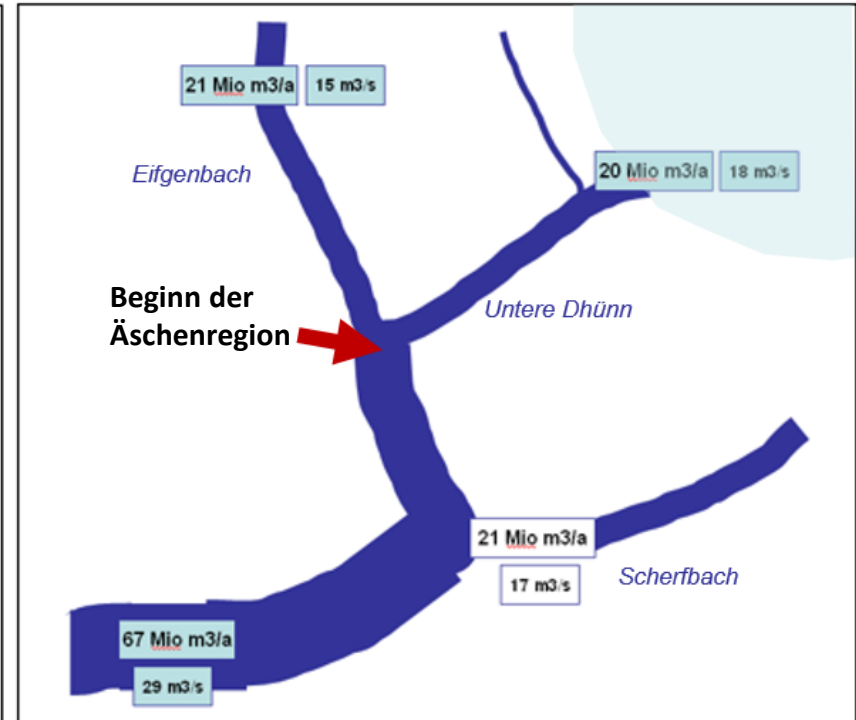 21 Mio m3/a 15 m3/s
Eifgenbach
20 Mio m3/a 18 m3/s
Beginn der
Äschenregion
Untere Dhünn
21 Mio m3/a
17 m3/s
Scherfbach
67 Mio m3/a
29 m3/s